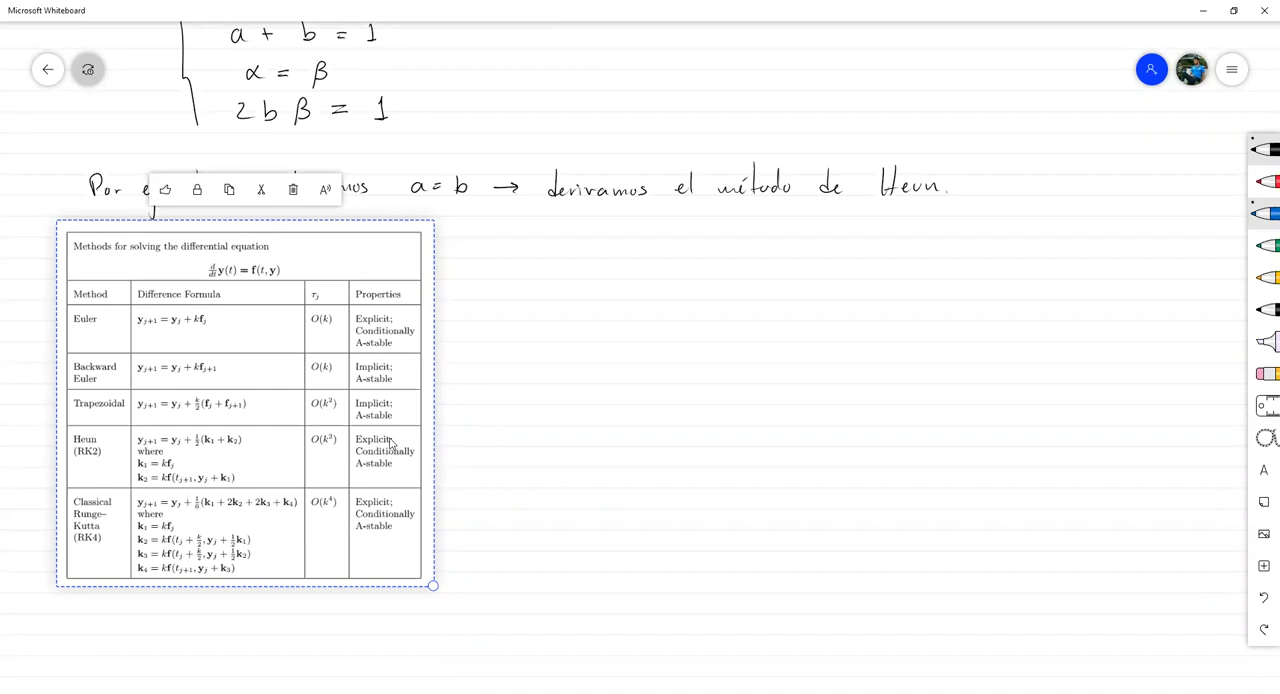 Microsoft Whiteboard
a + b = 1
α = β
2 b β = 1
Por a = b → derivamos el método de Heun.
Methods for solving the differential equation
d/dt y(t) = f(t, y)
Method Difference Formula τj Properties
Euler yj+1 = yj + kfj O(k) Explicit;
Conditionally
A-stable
Backward yj+1 = yj + kfj+1 O(k) Implicit;
Euler A-stable
Trapezoidal yj+1 = yj + k/2(fj + fj+1) O(k²) Implicit;
A-stable
Heun yj+1 = yj + 1/2(k1 + k2) O(k²) Explicit;
(RK2) where Conditionally
k1 = kfj A-stable
k2 = kf(tj+1, yj + k1)
Classical yj+1 = yj + 1/6(k1 + 2k2 + 2k3 + k4) O(k⁴) Explicit;
Runge– where Conditionally
Kutta k1 = kfj A-stable
(RK4) k2 = kf(tj + k/2, yj + 1/2k1)
k3 = kf(tj + k/2, yj + 1/2k2)
k4 = kf(tj+1, yj + k3)